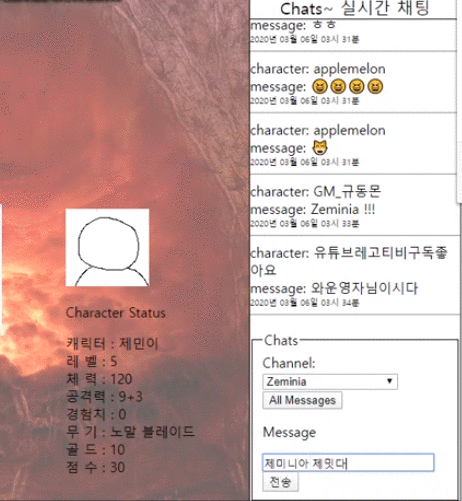 Chats~ 실시간 채팅
message: ㅎㅎ
2020년 03월 06일 03시 31분
character: applemelon
message: 😆😆😆😆
2020년 03월 06일 03시 31분
character: applemelon
message: 😼
2020년 03월 06일 03시 31분
character: GM_규동몬
message: Zeminia !!!
2020년 03월 06일 03시 33분
character: 유튜브레고티비구독좋
아요
message: 와운영자님이시다
2020년 03월 06일 03시 34분
Character Status
캐릭터 : 제민이
레 벨 : 5
체 력 : 120
공격력 : 9+3
경험치 : 0
무 기 : 노말 블레이드
골 드 : 10
점 수 : 30
Chats
Channel:
Zeminia
All Messages
Message
제미니아 제밋다
전송